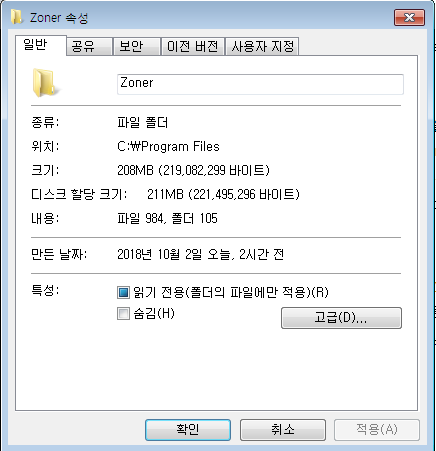 Zoner 속성
일반 공유 보안 이전 버전 사용자 지정
Zoner
종류: 파일 폴더
위치: C:₩Program Files
크기: 208MB (219,082,299 바이트)
디스크 할당 크기: 211MB (221,495,296 바이트)
내용: 파일 984, 폴더 105
만든 날짜: 2018년 10월 2일 오늘, 2시간 전
특성: 읽기 전용(폴더의 파일에만 적용)(R)
숨김(H)
고급(D)...
확인 취소 적용(A)